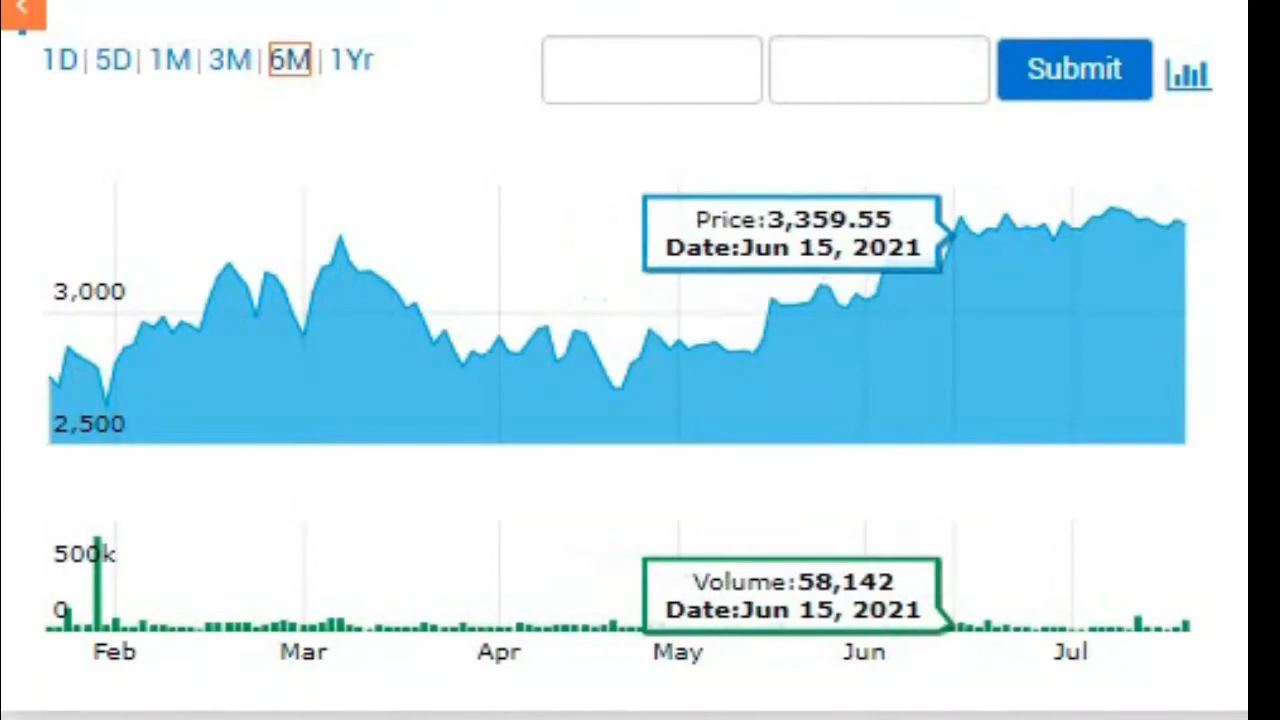 1D | 5D | 1M | 3M | 6M | 1Yr
Submit
Price:3,359.55
Date:Jun 15, 2021
3,000
2,500
500k
0
Volume:58,142
Date:Jun 15, 2021
Feb Mar Apr May Jun Jul